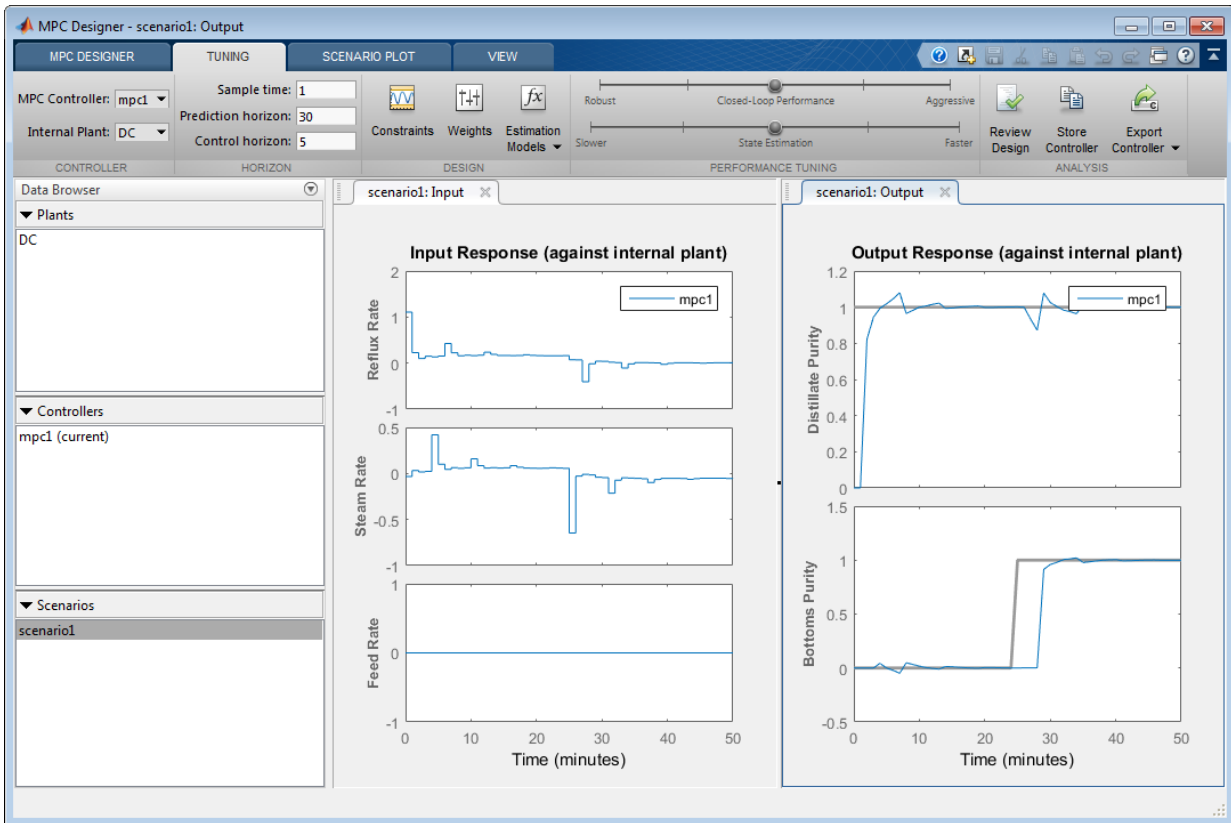 MPC Designer - scenario1: Output
MPC DESIGNER TUNING SCENARIO PLOT VIEW
MPC Controller: mpc1
Internal Plant: DC
CONTROLLER
Sample time: 1
Prediction horizon: 30
Control horizon: 5
HORIZON
Constraints
Weights
Estimation
Models
DESIGN
Robust Closed-Loop Performance Aggressive
Slower State Estimation Faster
PERFORMANCE TUNING
Review
Design
Store
Controller
Export
Controller
ANALYSIS
Data Browser
Plants
DC
Controllers
mpc1 (current)
Scenarios
scenario1
scenario1: Input
Input Response (against internal plant)
mpc1
Reflux Rate
2
1
0
-1
Steam Rate
0.5
0
-0.5
-1
Feed Rate
1
0
-1
0 10 20 30 40 50
Time (minutes)
scenario1: Output
Output Response (against internal plant)
mpc1
Distillate Purity
1.2
1
0.8
0.6
0.4
0.2
0
Bottoms Purity
1.5
1
0.5
0
-0.5
0 10 20 30 40 50
Time (minutes)